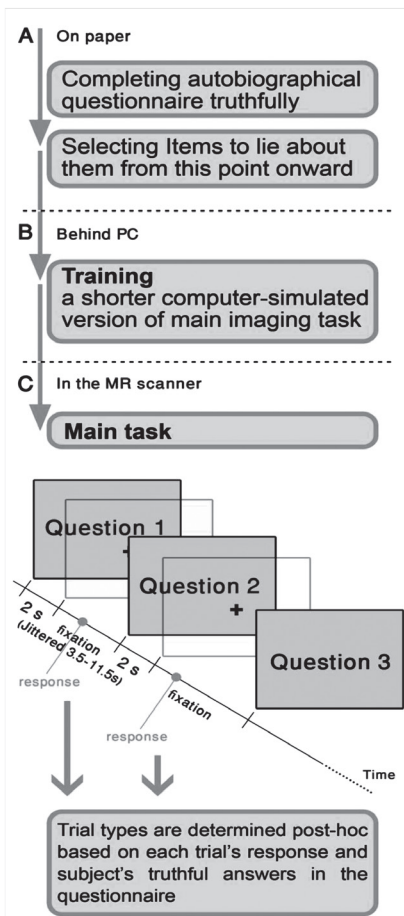 A On paper
Completing autobiographical
questionnaire truthfully
Selecting Items to lie about
them from this point onward
B Behind PC
Training
a shorter computer-simulated
version of main imaging task
C In the MR scanner
Main task
Question 1
+
Question 2
+
Question 3
2 s
fixation
(Jittered 3.5-11.5s)
2 s
fixation
response
response
Time
Trial types are determined post-hoc
based on each trial's response and
subject's truthful answers in the
questionnaire